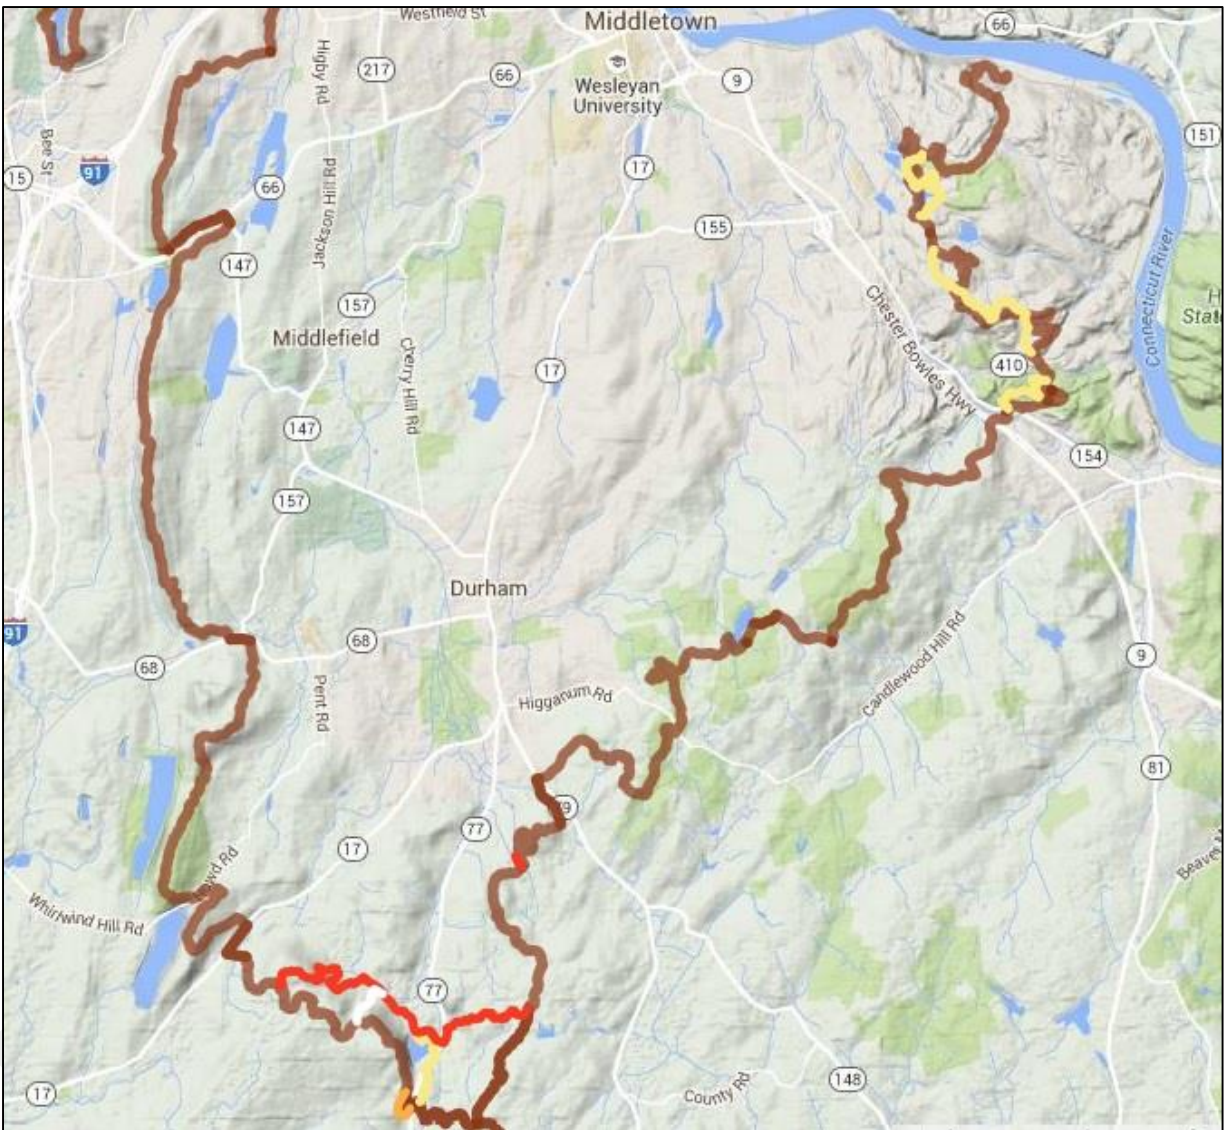 Westfield St
Middletown
66
Higby Rd
217
66
9
Wesleyan
University
151
Bee St
91
15
17
66
Jackson Hill Rd
155
147
Connecticut River
157
Chester Bowles Hwy
Middlefield
Cherry Hill Rd
17
410
147
154
157
Durham
91
68
68
9
Candlewood Hill Rd
Higganum Rd
Pent Rd
81
79
77
17
Whirlwind Hill Rd
77
17
County Rd
148